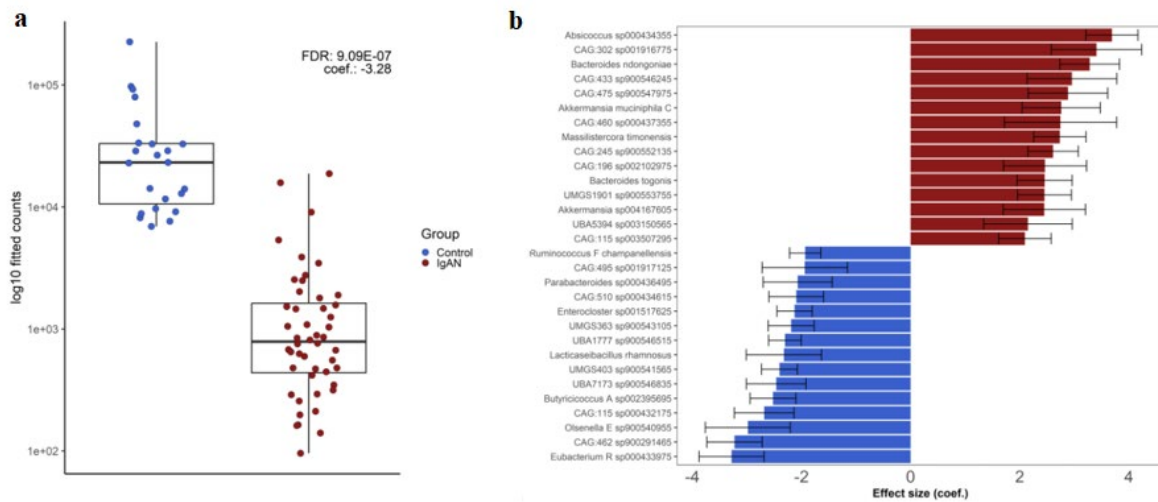 a
FDR: 9.09E-07
coef.: -3.28
1e+05
1e+04
1e+03
1e+02
log10 fitted counts
Group
Control
IgAN
b
Absicoccus sp000434355
CAG:302 sp001916775
Bacteroides ndongoniae
CAG:433 sp900546245
CAG:475 sp900547975
Akkermansia muciniphila C
CAG:460 sp000437355
Massilistercora timonensis
CAG:245 sp900552135
CAG:196 sp002102975
Bacteroides togonis
UMGS1901 sp900553755
Akkermansia sp004167605
UBA5394 sp003150565
CAG:115 sp003507295
Ruminococcus F champanellensis
CAG:495 sp001917125
Parabacteroides sp000436495
CAG:510 sp000434615
Enterocloster sp001517625
UMGS363 sp900543105
UBA1777 sp900546515
Lacticaseibacillus rhamnosus
UMGS403 sp900541565
UBA7173 sp900546835
Butyricicoccus A sp002395695
CAG:115 sp000432175
Olsenella E sp900540955
CAG:462 sp900291465
Eubacterium R sp000433975
-4 -2 0 2 4
Effect size (coef.)